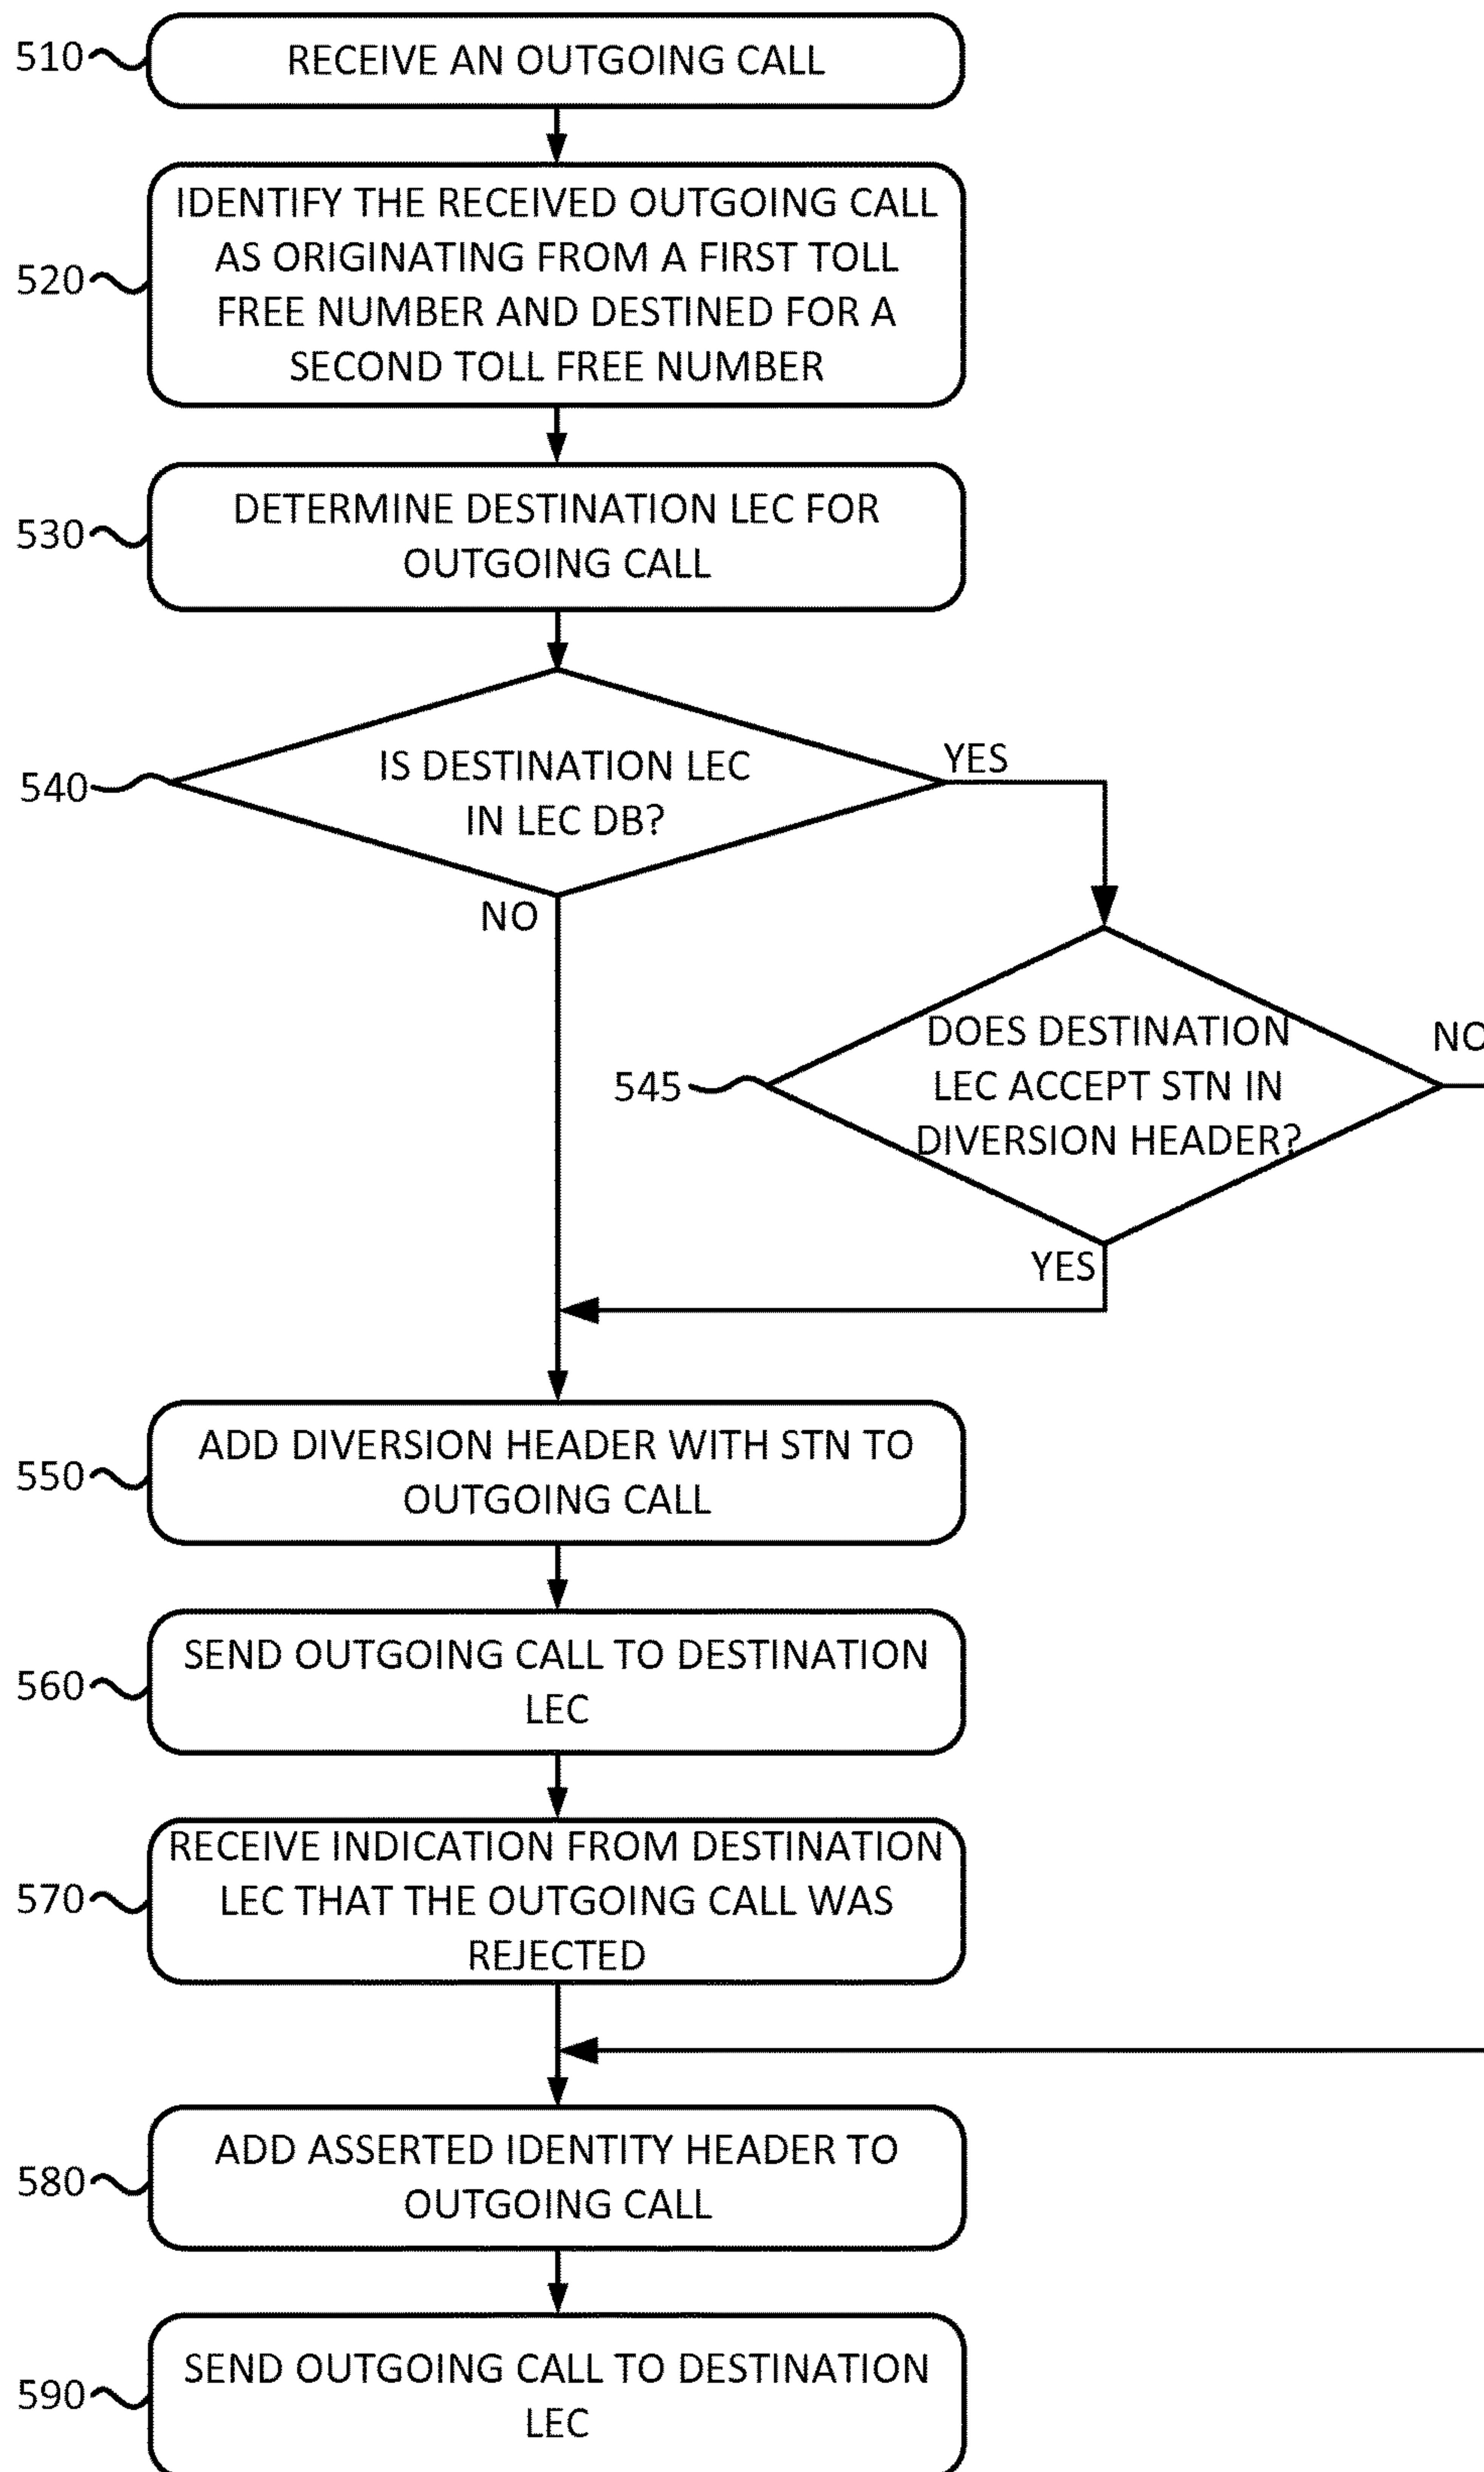 510
RECEIVE AN OUTGOING CALL
520
IDENTIFY THE RECEIVED OUTGOING CALL
AS ORIGINATING FROM A FIRST TOLL
FREE NUMBER AND DESTINED FOR A
SECOND TOLL FREE NUMBER
530
DETERMINE DESTINATION LEC FOR
OUTGOING CALL
540
IS DESTINATION LEC
IN LEC DB?
YES
NO
545
DOES DESTINATION
LEC ACCEPT STN IN
DIVERSION HEADER?
NO
YES
550
ADD DIVERSION HEADER WITH STN TO
OUTGOING CALL
560
SEND OUTGOING CALL TO DESTINATION
LEC
570
RECEIVE INDICATION FROM DESTINATION
LEC THAT THE OUTGOING CALL WAS
REJECTED
580
ADD ASSERTED IDENTITY HEADER TO
OUTGOING CALL
590
SEND OUTGOING CALL TO DESTINATION
LEC